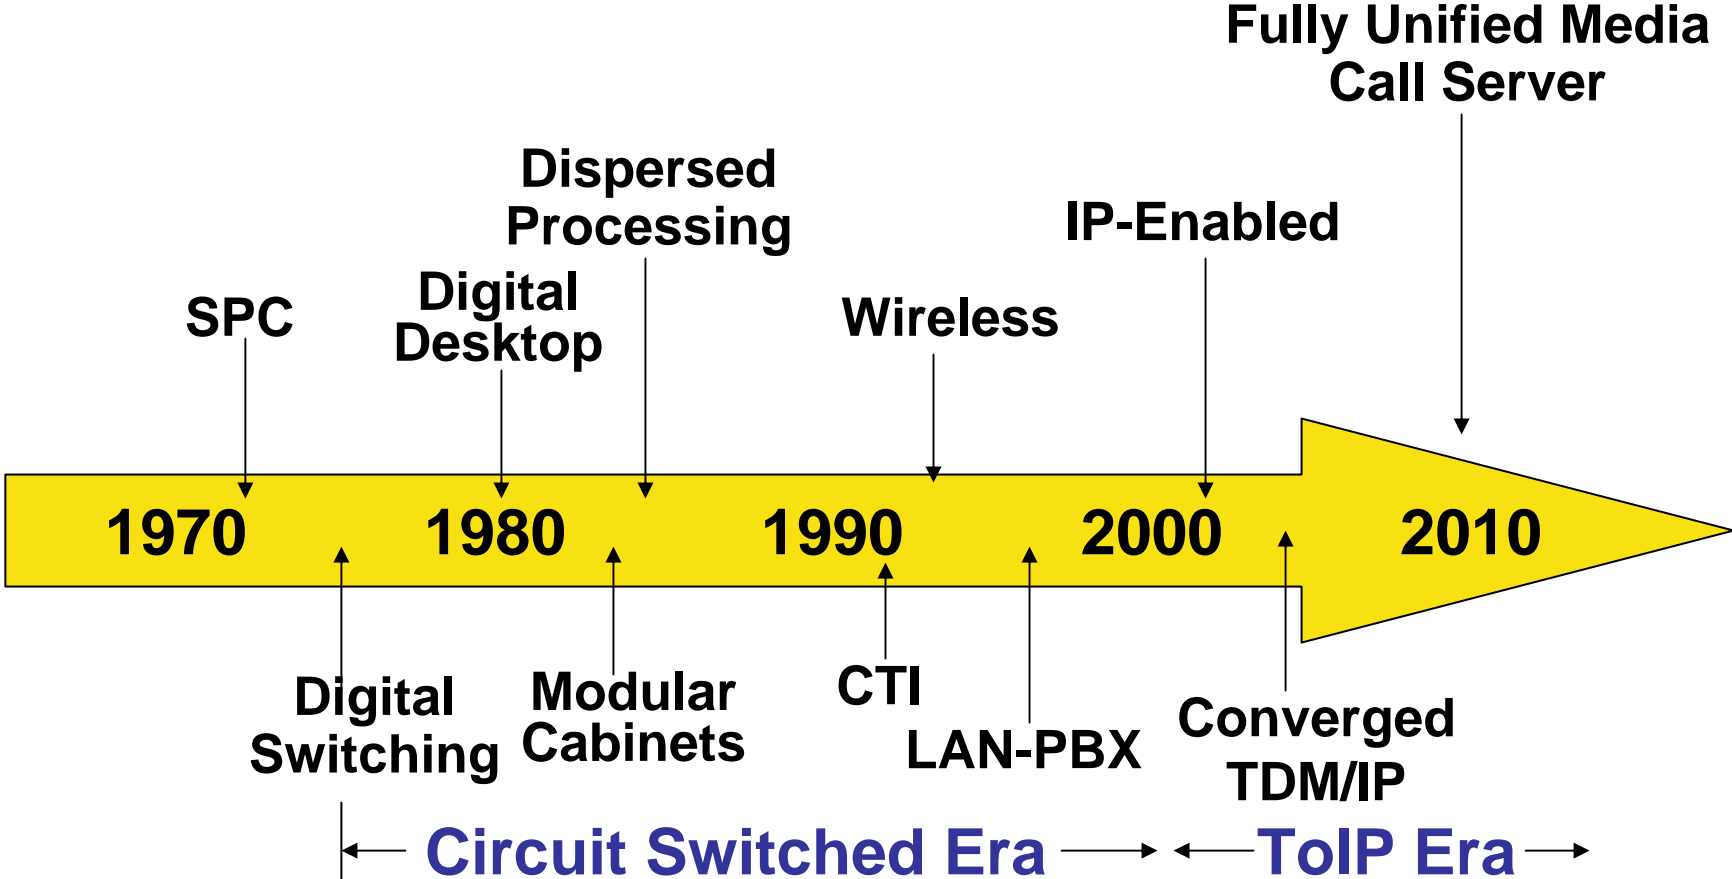 Fully Unified Media
Call Server
Dispersed
Processing
IP-Enabled
SPC
Digital
Desktop
Wireless
1970
1980
1990
2000
2010
Digital
Switching
Modular
Cabinets
CTI
LAN-PBX
Converged
TDM/IP
Circuit Switched Era
ToIP Era